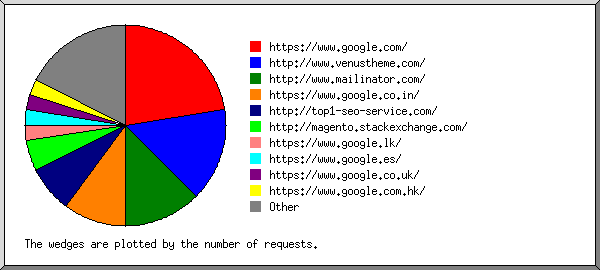 https://www.google.com/
http://www.venustheme.com/
http://www.mailinator.com/
https://www.google.co.in/
http://top1-seo-service.com/
http://magento.stackexchange.com/
https://www.google.lk/
https://www.google.es/
https://www.google.co.uk/
https://www.google.com.hk/
Other
The wedges are plotted by the number of requests.